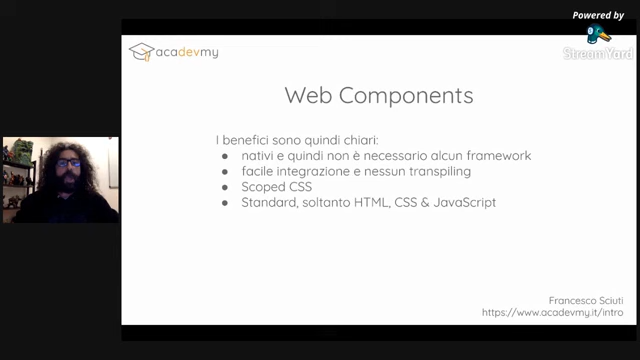 Powered by
StreamYard
acadevmy
Web Components
I benefici sono quindi chiari:
● nativi e quindi non è necessario alcun framework
● facile integrazione e nessun transpiling
● Scoped CSS
● Standard, soltanto HTML, CSS & JavaScript
Francesco Sciuti
https://www.acadevmy.it/intro